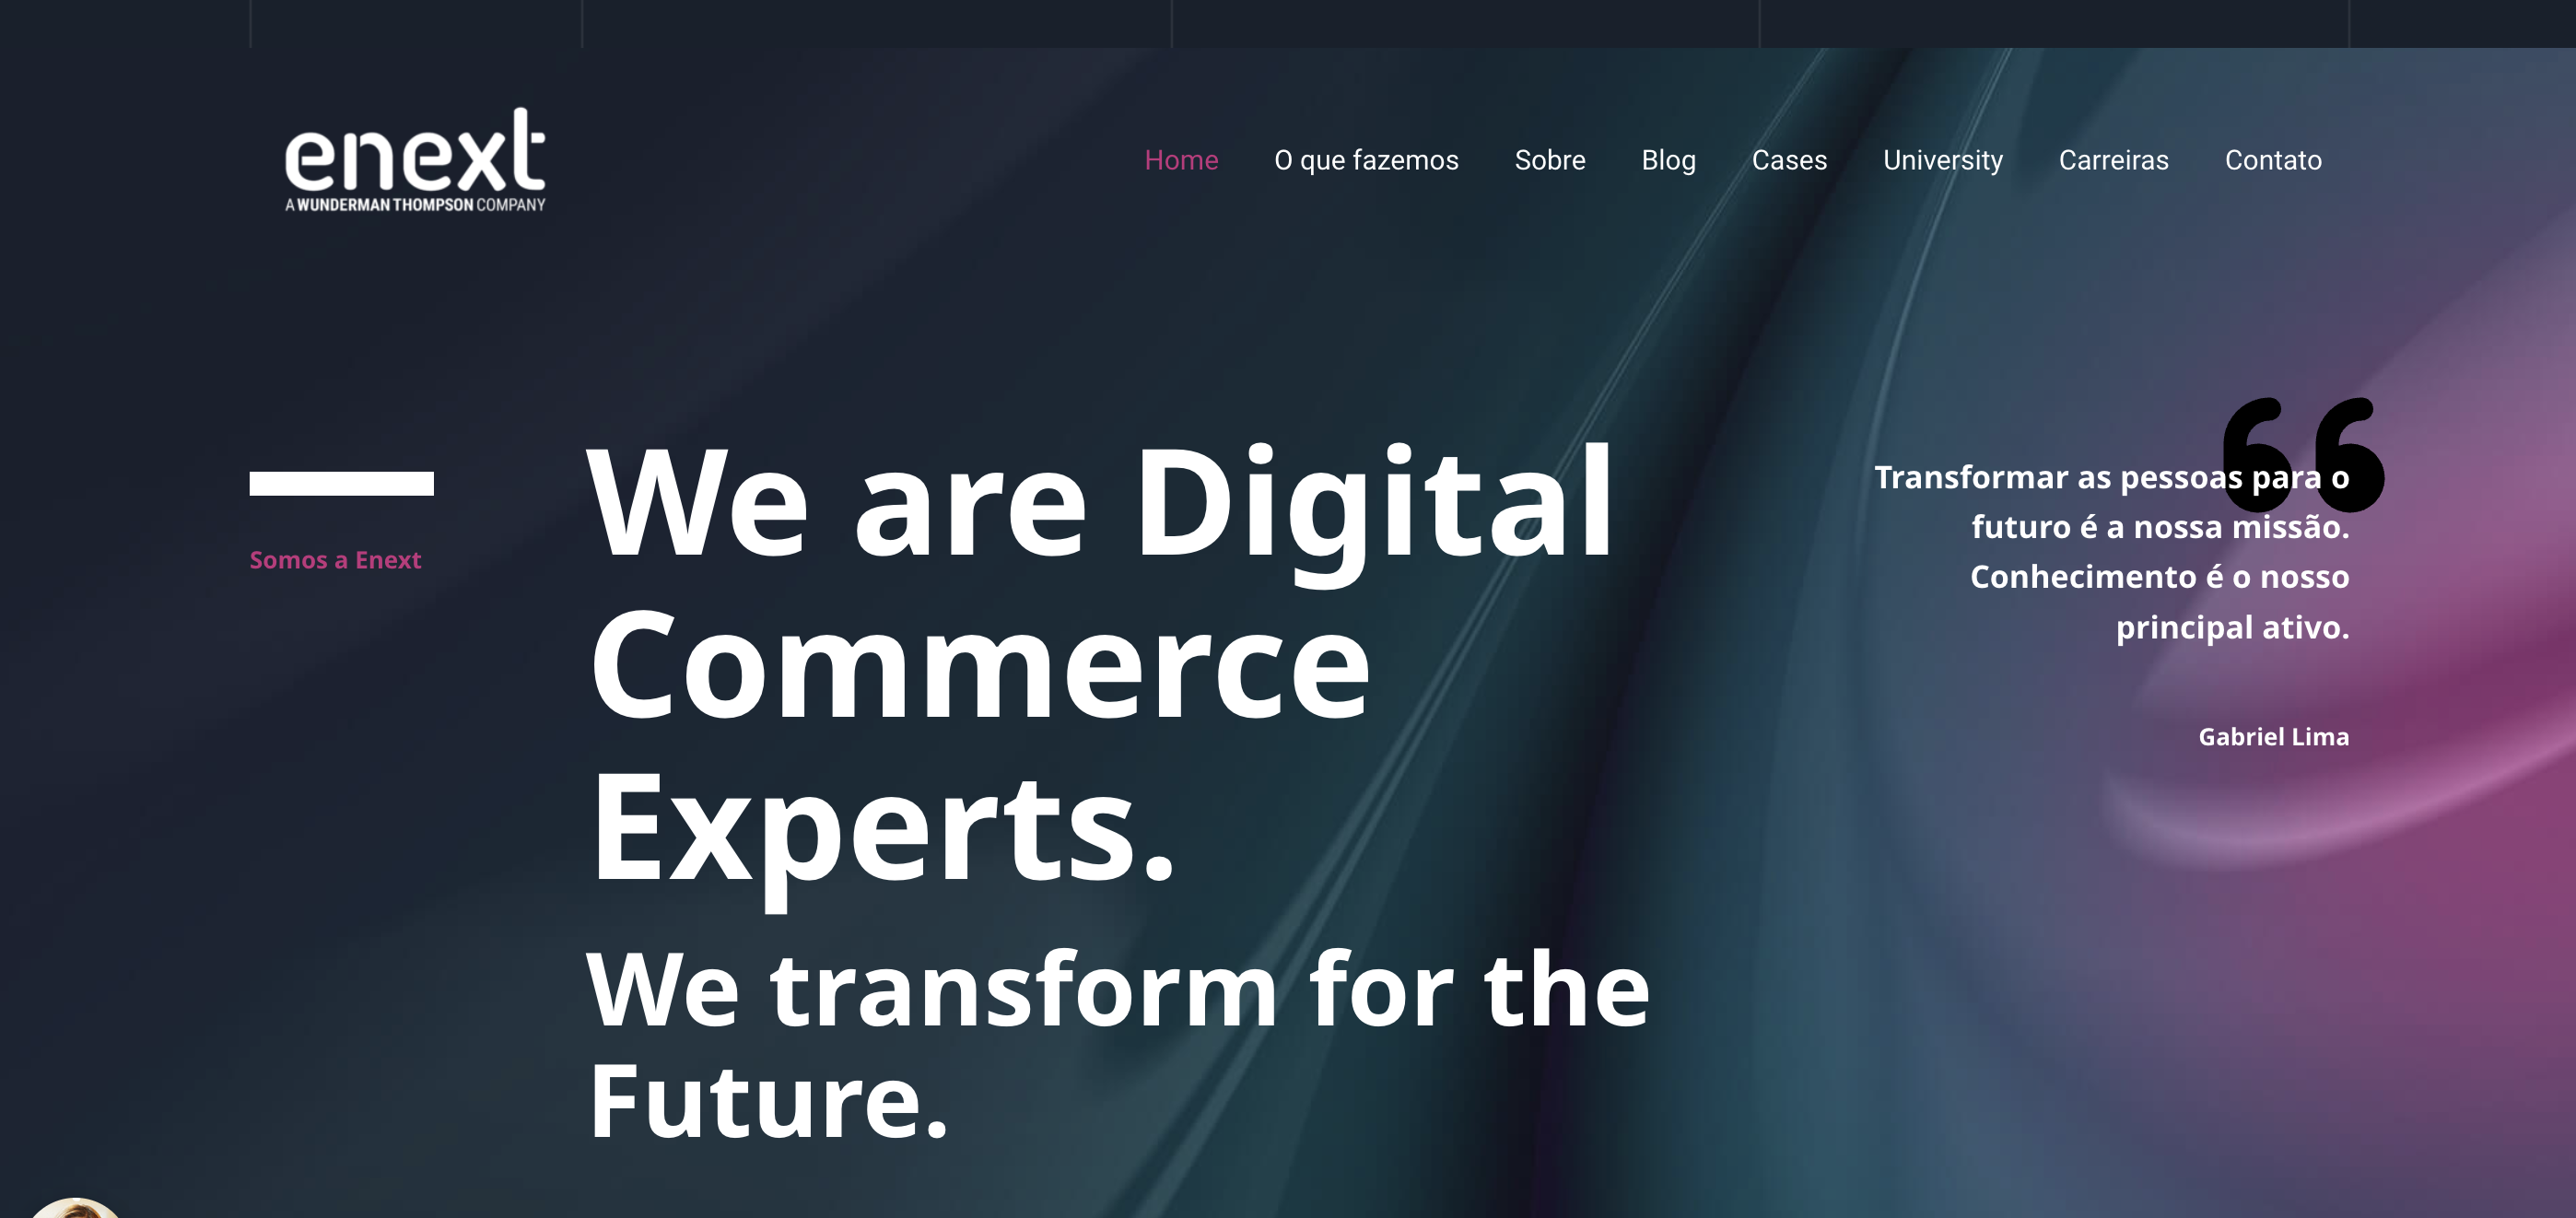 enext
A WUNDERMAN THOMPSON COMPANY
Home O que fazemos Sobre Blog Cases University Carreiras Contato
Somos a Enext
We are Digital
Commerce
Experts.
We transform for the
Future.
“
Transformar as pessoas para o
futuro é a nossa missão.
Conhecimento é o nosso
principal ativo.
Gabriel Lima